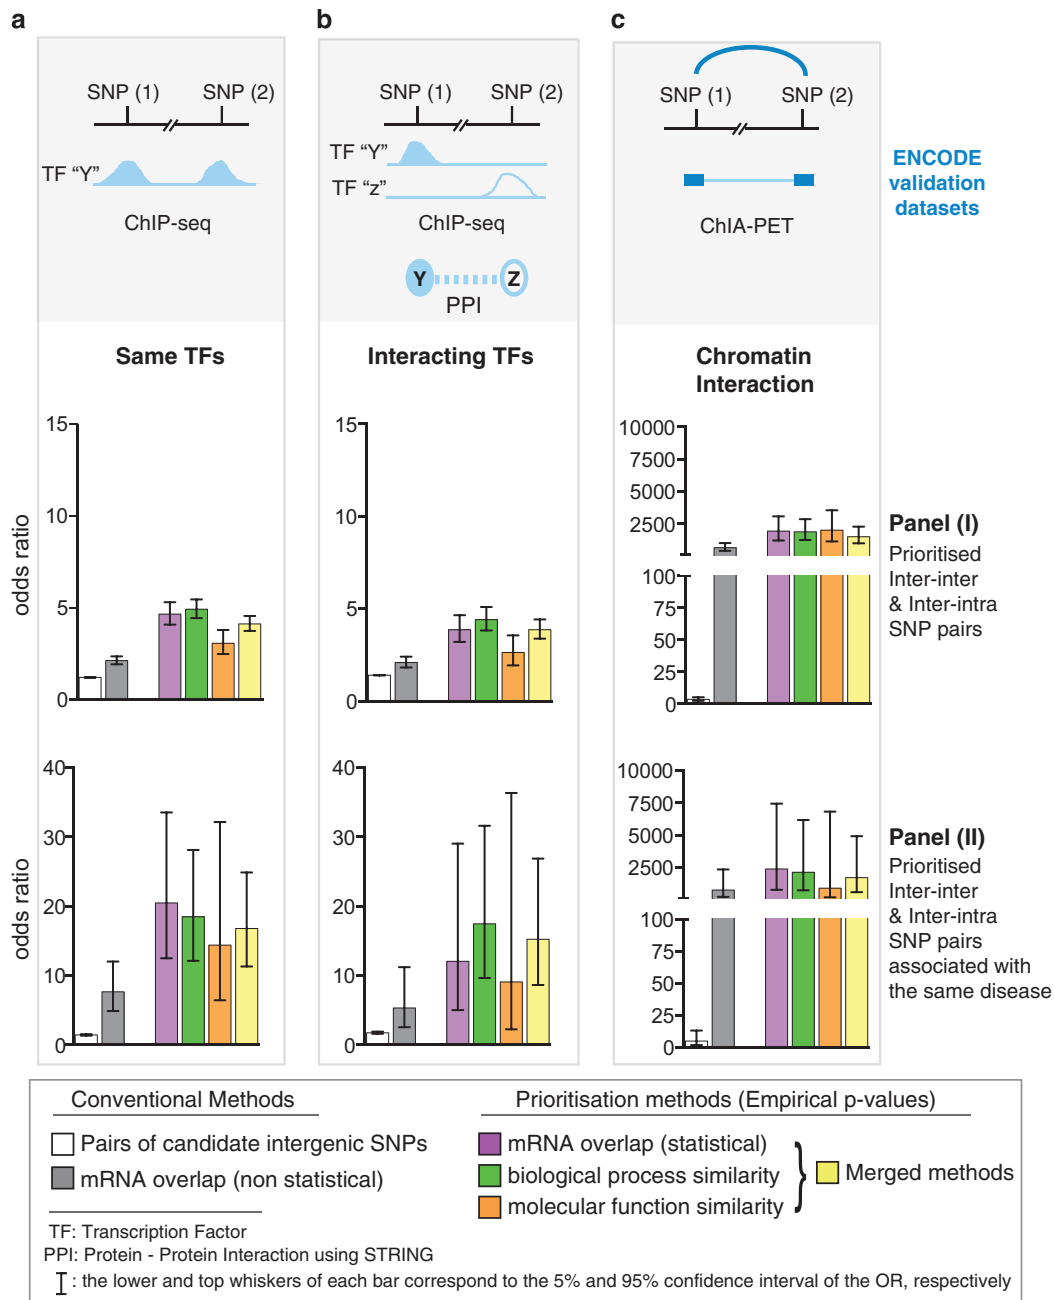 a
b
c
SNP (1)
SNP (2)
TF “Y”
ChIP-seq
SNP (1)
SNP (2)
TF “Y”
TF “z”
ChIP-seq
Y
Z
PPI
SNP (1)
SNP (2)
ChIA-PET
ENCODE
validation
datasets
Same TFs
Interacting TFs
Chromatin
Interaction
odds ratio
15
10
5
0
15
10
5
0
10000
7500
5000
2500
100
75
50
25
0
Panel (I)
Prioritised
Inter-inter
& Inter-intra
SNP pairs
odds ratio
40
30
20
10
0
40
30
20
10
0
10000
7500
5000
2500
100
75
50
25
0
Panel (II)
Prioritised
Inter-inter
& Inter-intra
SNP pairs
associated with
the same disease
Conventional Methods
Pairs of candidate intergenic SNPs
mRNA overlap (non statistical)
Prioritisation methods (Empirical p-values)
mRNA overlap (statistical)
biological process similarity
molecular function similarity
Merged methods
TF: Transcription Factor
PPI: Protein - Protein Interaction using STRING
: the lower and top whiskers of each bar correspond to the 5% and 95% confidence interval of the OR, respectively